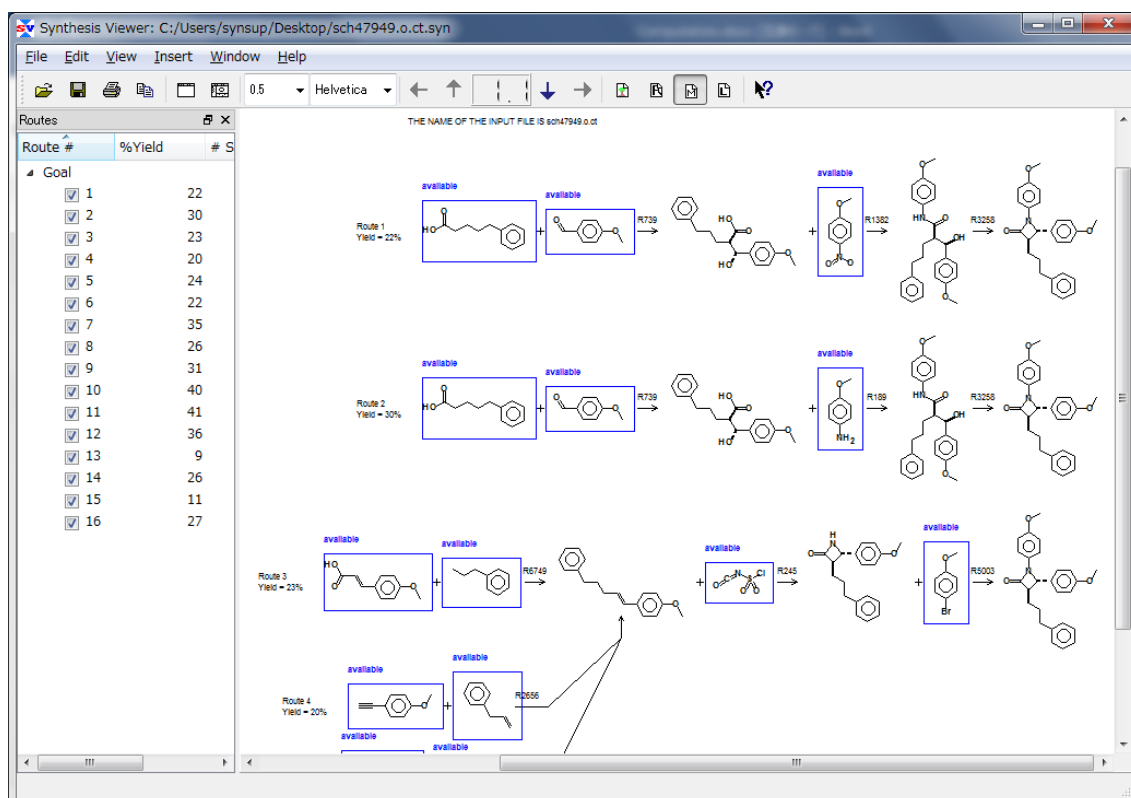 Synthesis Viewer: C:/Users/synsup/Desktop/sch47949.o.ct.syn
File Edit View Insert Window Help
0.5 Helvetica
Routes
Route # %Yield # S
Goal
1 22
2 30
3 23
4 20
5 24
6 22
7 35
8 26
9 31
10 40
11 41
12 36
13 9
14 26
15 11
16 27
THE NAME OF THE INPUT FILE IS sch47949.o.ct
available available available
Route 1
Yield = 22%
R739 R1382 R3258
available available available
Route 2
Yield = 30%
R739 R189 R3258
available available available available
Route 3
Yield = 23%
R6749 R245 R5003
available available
Route 4
Yield = 20%
R2656
available available